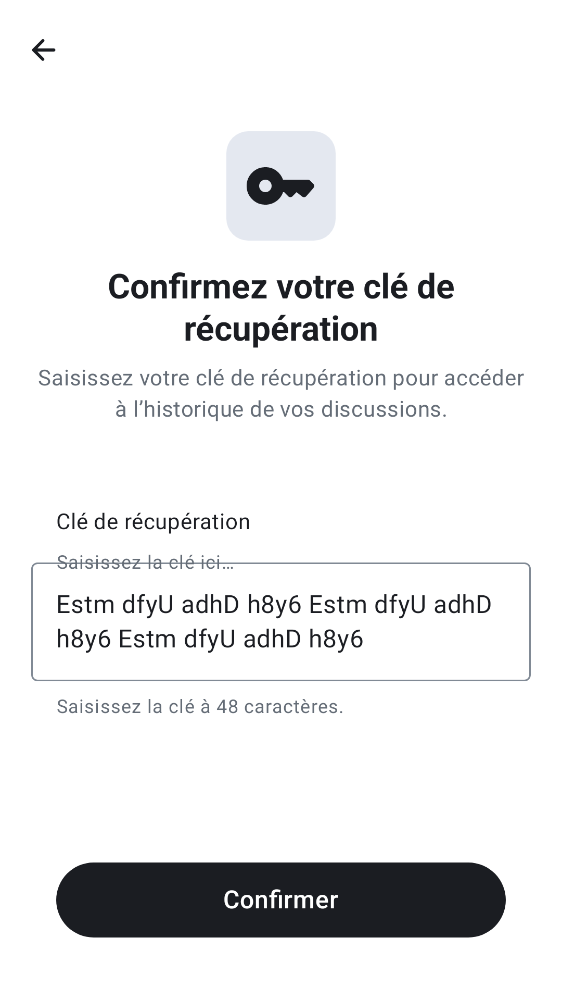 Confirmez votre clé de
récupération
Saisissez votre clé de récupération pour accéder
à l’historique de vos discussions.
Clé de récupération
Saisissez la clé ici…
Estm dfyU adhD h8y6 Estm dfyU adhD
h8y6 Estm dfyU adhD h8y6
Saisissez la clé à 48 caractères.
Confirmer